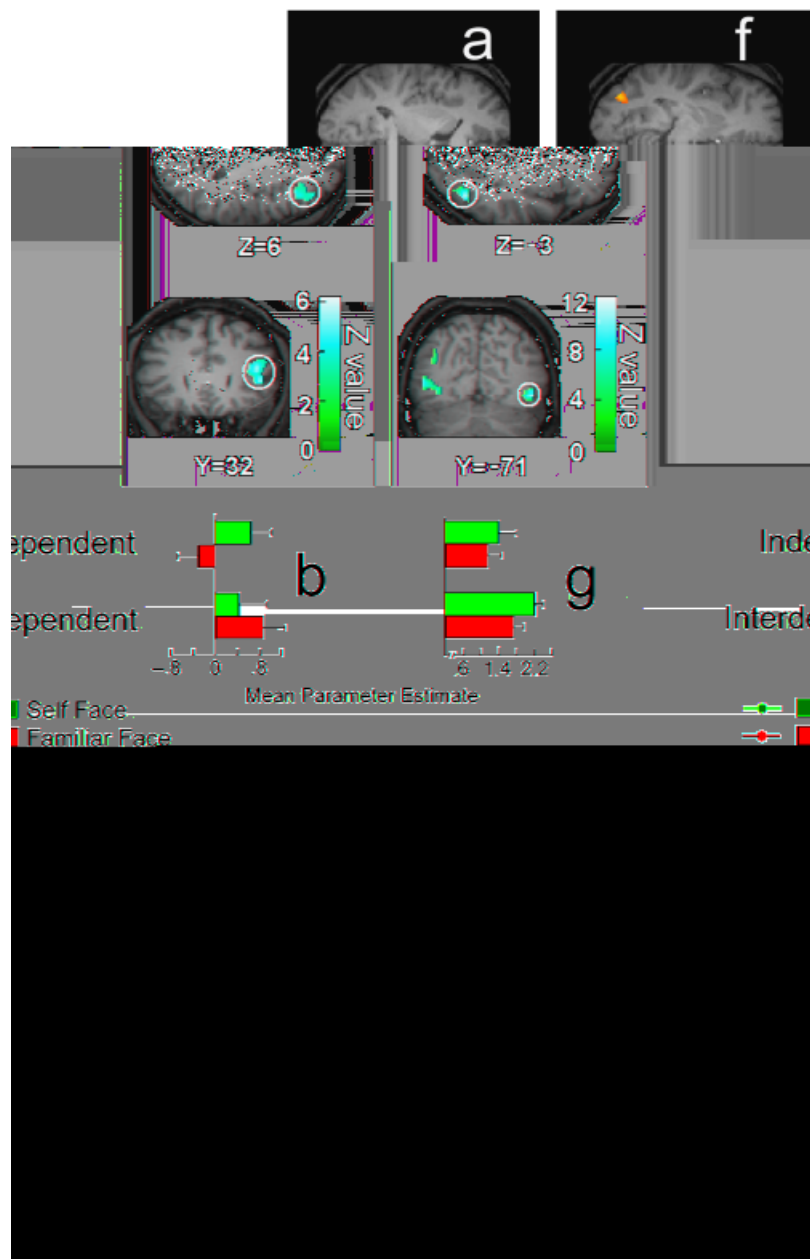 a f
Z=6 Z=-3
6 4 2 0 Z value
12 8 4 0 Z value
Y=32 Y=-71
ependent Inde
b g
ependent Interde
-.8 0 .8 .6 1.4 2.2
Mean Parameter Estimate
Self Face
Familiar Face